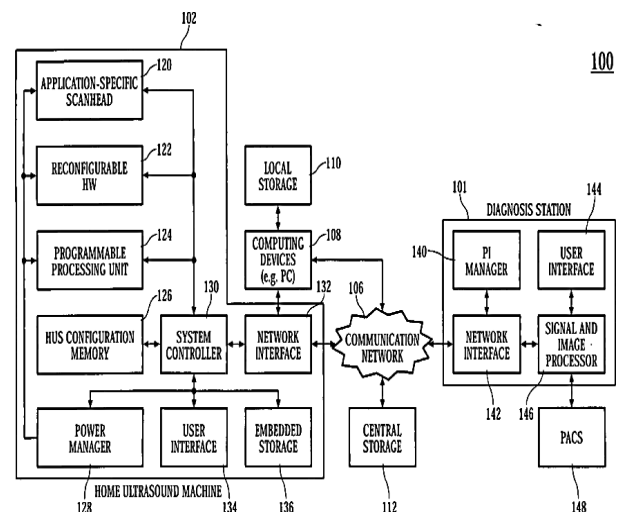 102
100
120
APPLICATION-SPECIFIC
SCANHEAD
122
RECONFIGURABLE
HW
LOCAL
STORAGE
110
124
PROGRAMMABLE
PROCESSING UNIT
COMPUTING
DEVICES
(e.g. PC)
108
101
DIAGNOSIS STATION
144
140
PI
MANAGER
USER
INTERFACE
126
HUS CONFIGURATION
MEMORY
130
SYSTEM
CONTROLLER
132
NETWORK
INTERFACE
106
COMMUNICATION
NETWORK
NETWORK
INTERFACE
142
SIGNAL AND
IMAGE
PROCESSOR
146
POWER
MANAGER
128
USER
INTERFACE
134
EMBEDDED
STORAGE
136
CENTRAL
STORAGE
112
PACS
148
HOME ULTRASOUND MACHINE